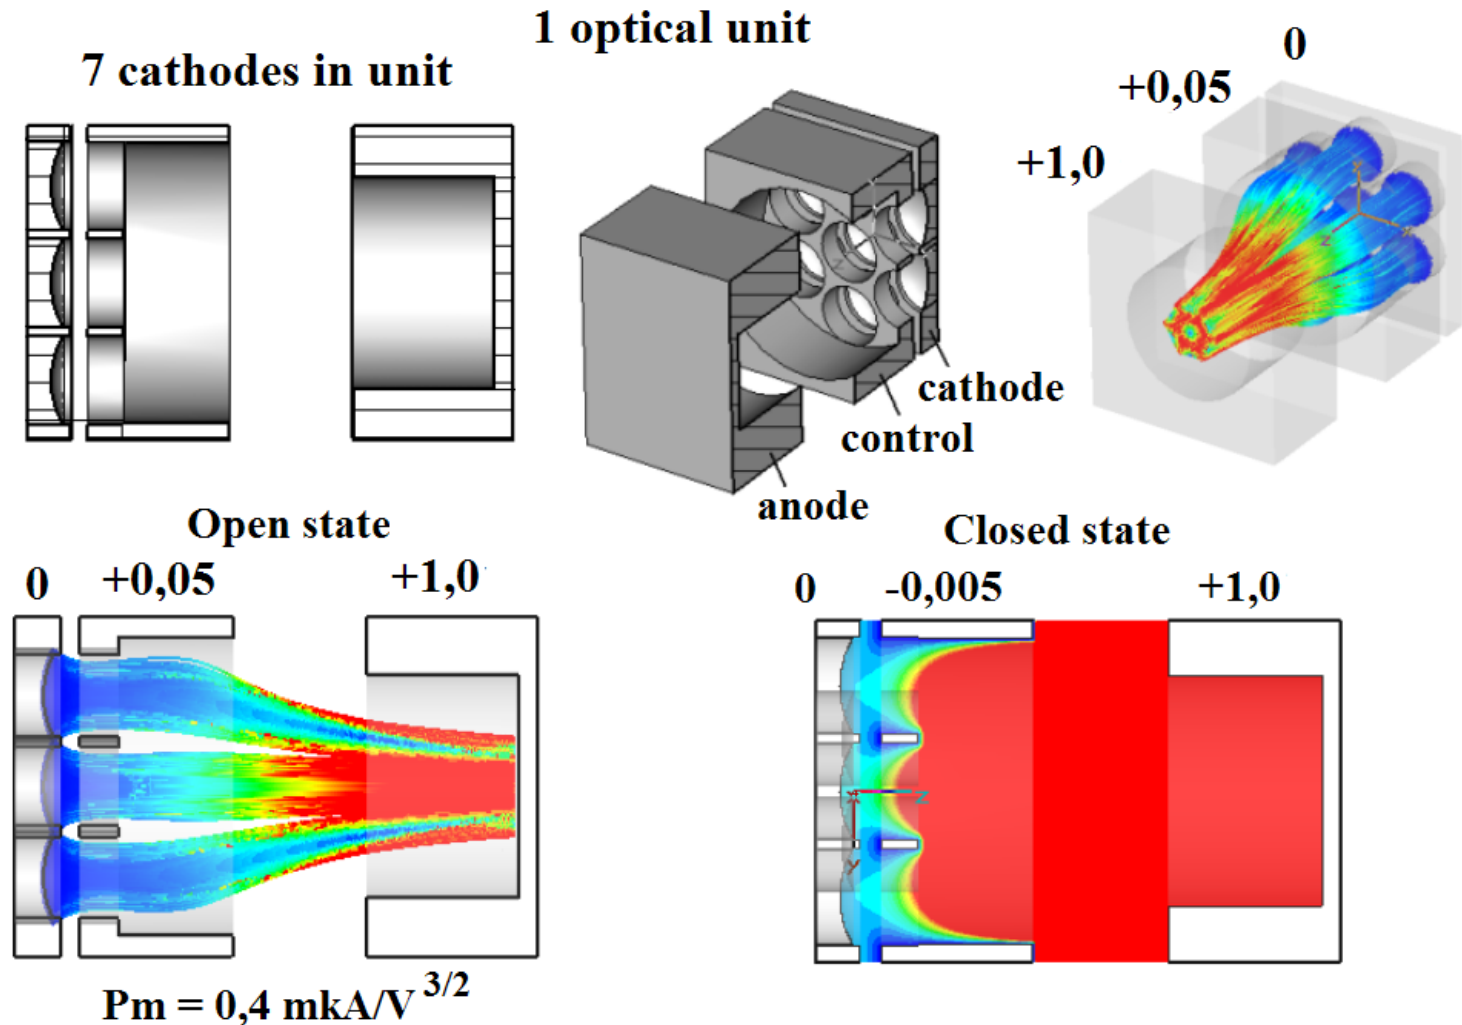 1 optical unit
7 cathodes in unit
0
+0,05
+1,0
cathode
control
anode
Open state
0 +0,05 +1,0
Pm = 0,4 mkA/V 3/2
Closed state
0 -0,005 +1,0
Z
Y